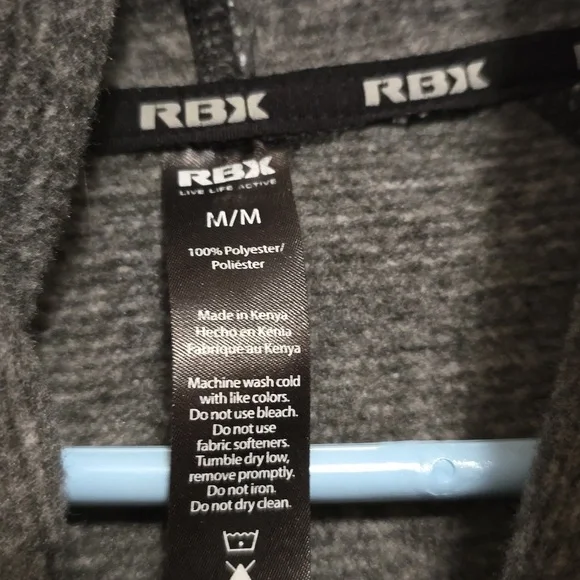 RBX RBX
RBX
LIVE LIFE ACTIVE
M/M
100% Polyester/
Poliéster
Made in Kenya
Hecho en Kenia
Fabriqué au Kenya
Machine wash cold
with like colors.
Do not use bleach.
Do not use
fabric softeners.
Tumble dry low,
remove promptly.
Do not iron.
Do not dry clean.